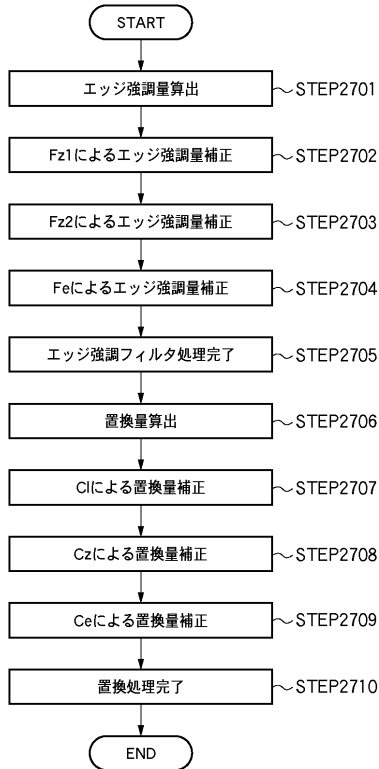 START
エッジ強調量算出 STEP2701
Fz1によるエッジ強調量補正 STEP2702
Fz2によるエッジ強調量補正 STEP2703
Feによるエッジ強調量補正 STEP2704
エッジ強調フィルタ処理完了 STEP2705
置換量算出 STEP2706
Clによる置換量補正 STEP2707
Czによる置換量補正 STEP2708
Ceによる置換量補正 STEP2709
置換処理完了 STEP2710
END